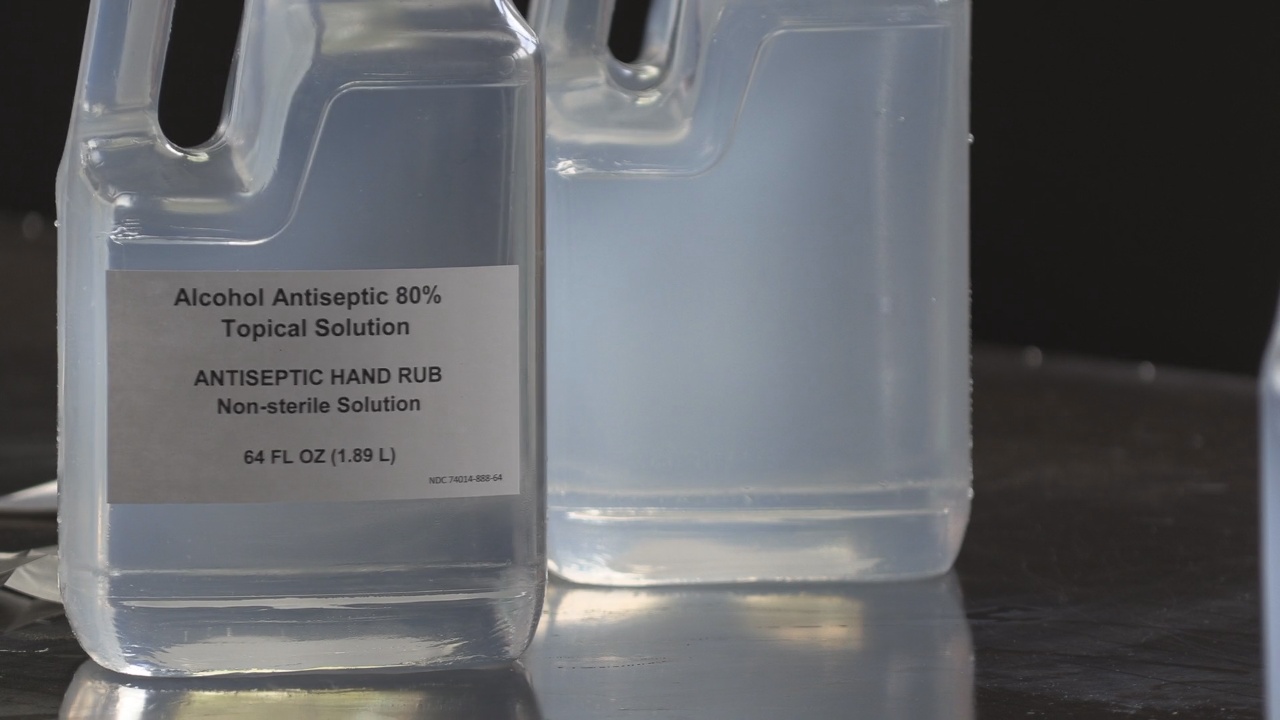 Alcohol Antiseptic 80%
Topical Solution
ANTISEPTIC HAND RUB
Non-sterile Solution
64 FL OZ (1.89 L)
NDC 74014-888-64